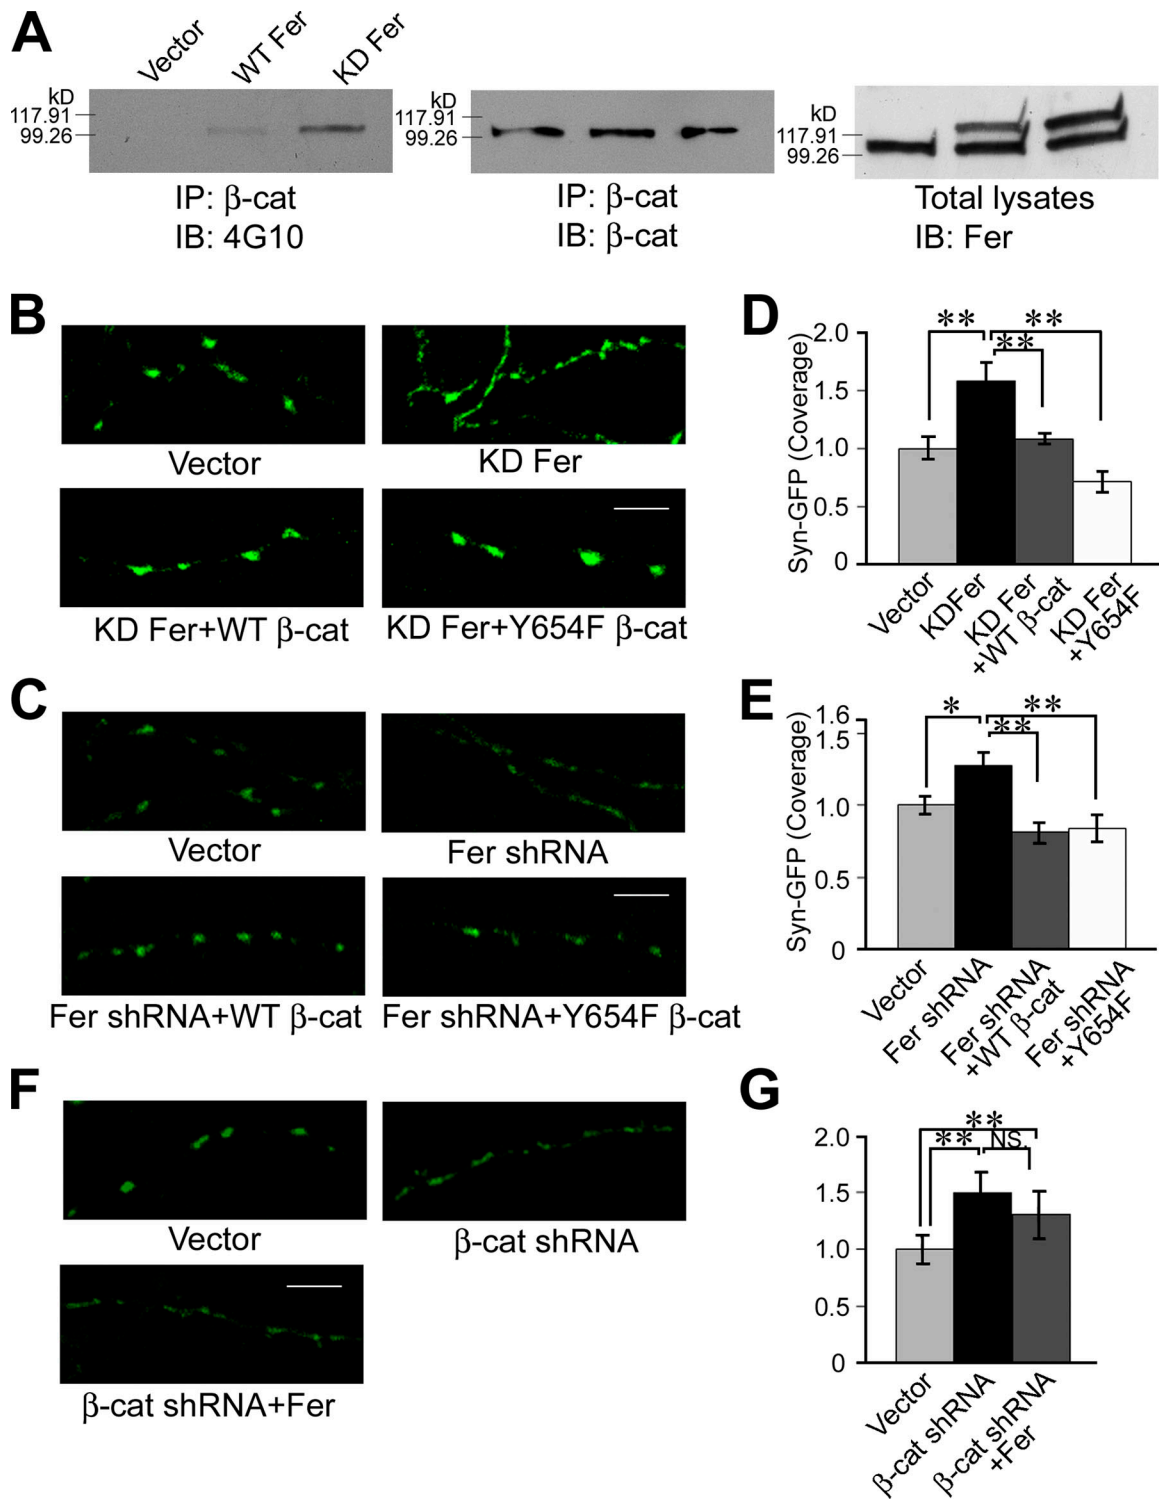 A
Vector
WT Fer
KD Fer
kD
117.91
99.26
IP: β-cat
IB: 4G10
kD
117.91
99.26
IP: β-cat
IB: β-cat
kD
117.91
99.26
Total lysates
IB: Fer
B
Vector
KD Fer
KD Fer+WT β-cat
KD Fer+Y654F β-cat
D
Syn-GFP (Coverage)
2.0
1.5
1.0
0.5
0
**
**
**
Vector
KDFer
KD Fer
+WT β-cat
KD Fer
+Y654F
C
Vector
Fer shRNA
Fer shRNA+WT β-cat
Fer shRNA+Y654F β-cat
E
Syn-GFP (Coverage)
1.6
1.5
1.0
0.5
0
*
**
**
Vector
Fer shRNA
Fer shRNA
+WT β-cat
Fer shRNA
+Y654F
F
Vector
β-cat shRNA
β-cat shRNA+Fer
G
2.0
1.5
1.0
0.5
0
**
**
NS.
Vector
β-cat shRNA
β-cat shRNA
+Fer